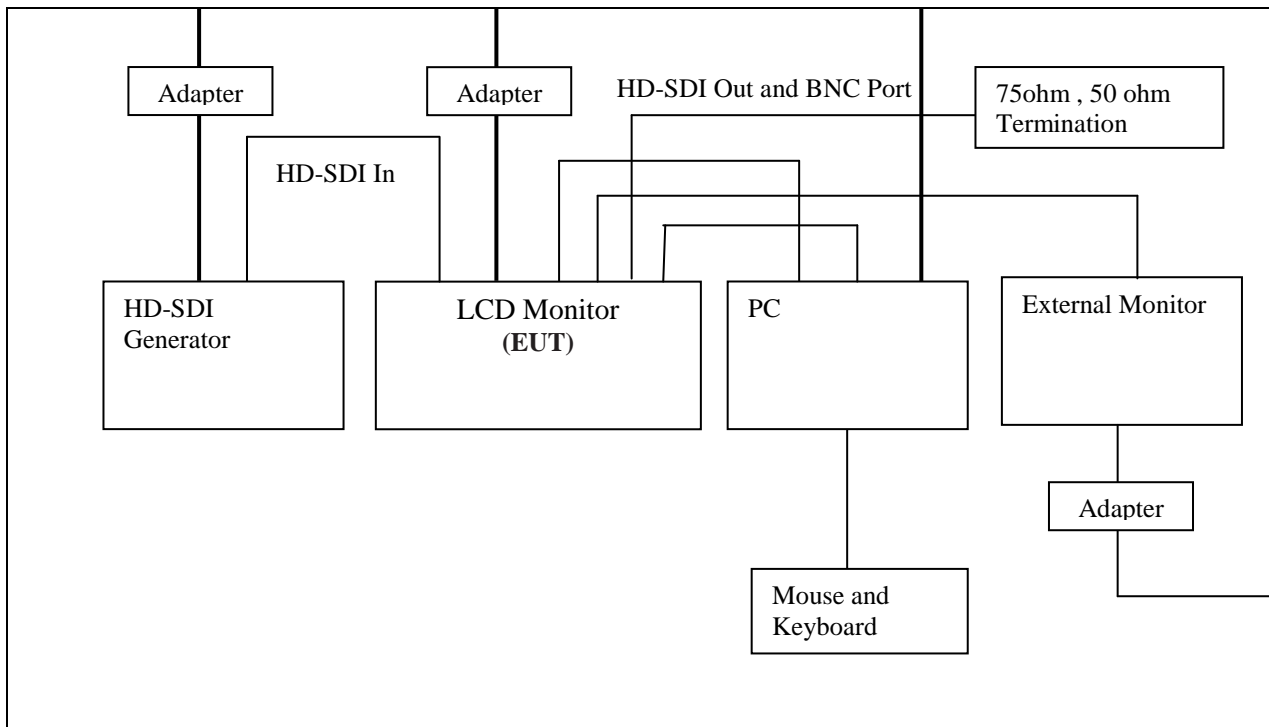 Adapter
Adapter
HD-SDI Out and BNC Port
75ohm , 50 ohm
Termination
HD-SDI In
HD-SDI
Generator
LCD Monitor
(EUT)
PC
External Monitor
Adapter
Mouse and
Keyboard